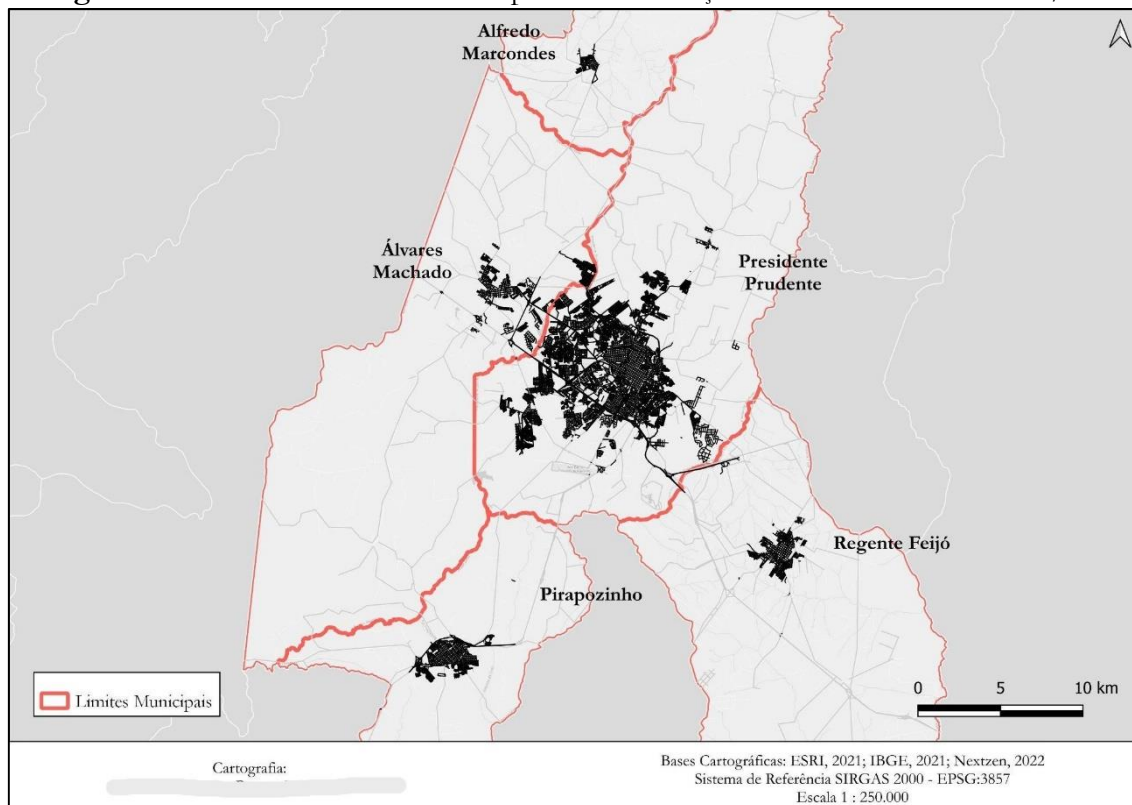 Alfredo
Marcondes
Álvares
Machado
Presidente
Prudente
Regente Feijó
Pirapozinho
Limites Municipais
0 5 10 km
Cartografia:
Bases Cartográficas: ESRI, 2021; IBGE, 2021; Nextzen, 2022
Sistema de Referência SIRGAS 2000 - EPSG:3857
Escala 1 : 250.000